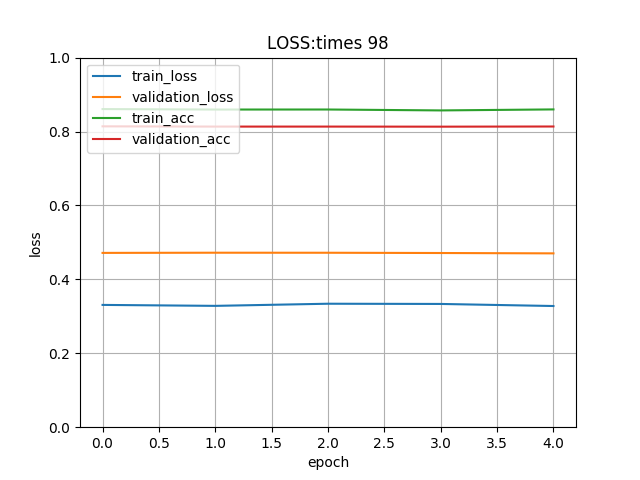 LOSS:times 98
1.0
0.8
0.6
0.4
0.2
0.0
loss
train_loss
validation_loss
train_acc
validation_acc
0.0 0.5 1.0 1.5 2.0 2.5 3.0 3.5 4.0
epoch